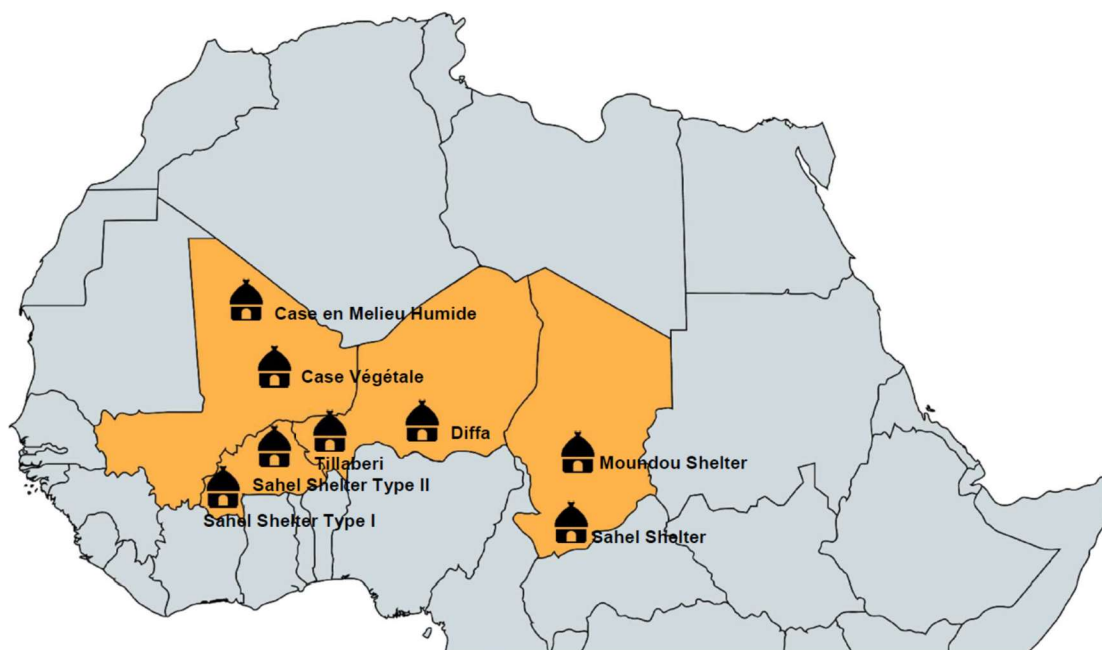 Case en Melieu Humide
Case Végétale
Diffa
Tillaberi
Moundou Shelter
Sahel Shelter Type II
Sahel Shelter Type I
Sahel Shelter